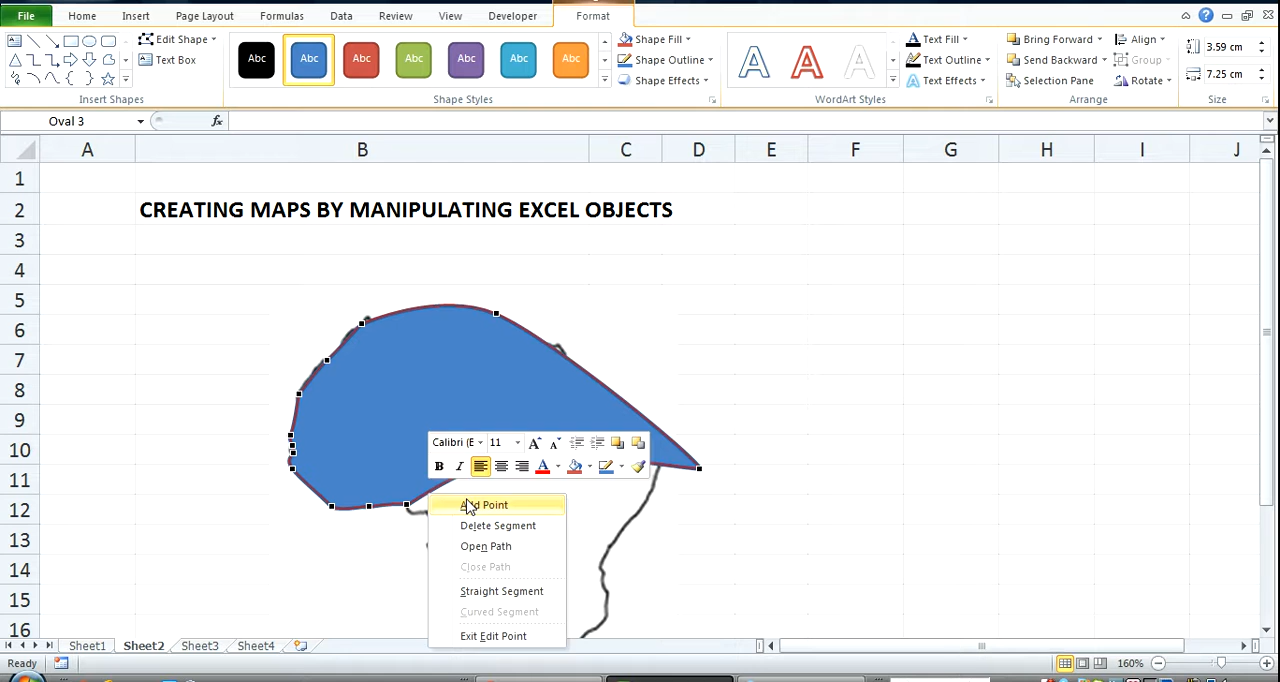 File Home Insert Page Layout Formulas Data Review View Developer Format
Edit Shape
Text Box
Insert Shapes
Abc Abc Abc Abc Abc Abc Abc
Shape Fill
Shape Outline
Shape Effects
Shape Styles
A A A
Text Fill
Text Outline
Text Effects
WordArt Styles
Bring Forward
Send Backward
Selection Pane
Align
Group
Rotate
Arrange
3.59 cm
7.25 cm
Size
Oval 3 fx
A B C D E F G H I J
1
2 CREATING MAPS BY MANIPULATING EXCEL OBJECTS
3
4
5
6
7
8
9
10
11
12
13
14
15
16
Calibri (E 11 A A
B I A
Add Point
Delete Segment
Open Path
Close Path
Straight Segment
Curved Segment
Exit Edit Point
Sheet1 Sheet2 Sheet3 Sheet4
Ready 160%